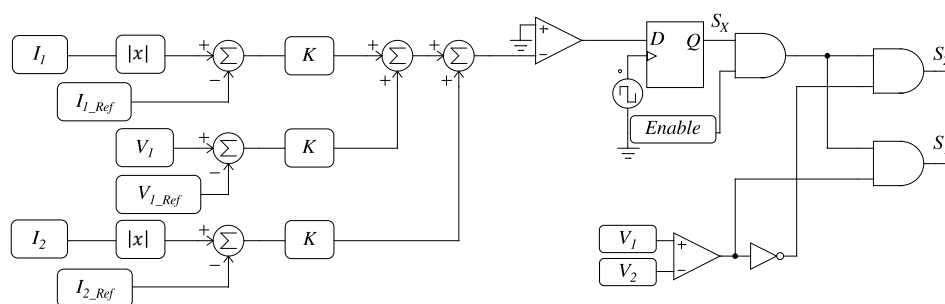 I1 |x| + − Σ K + + Σ + + Σ + − D Q SX
I1_Ref
Enable
V1 + − Σ K
V1_Ref
I2 |x| + − Σ K
I2_Ref
V1 +
V2 −